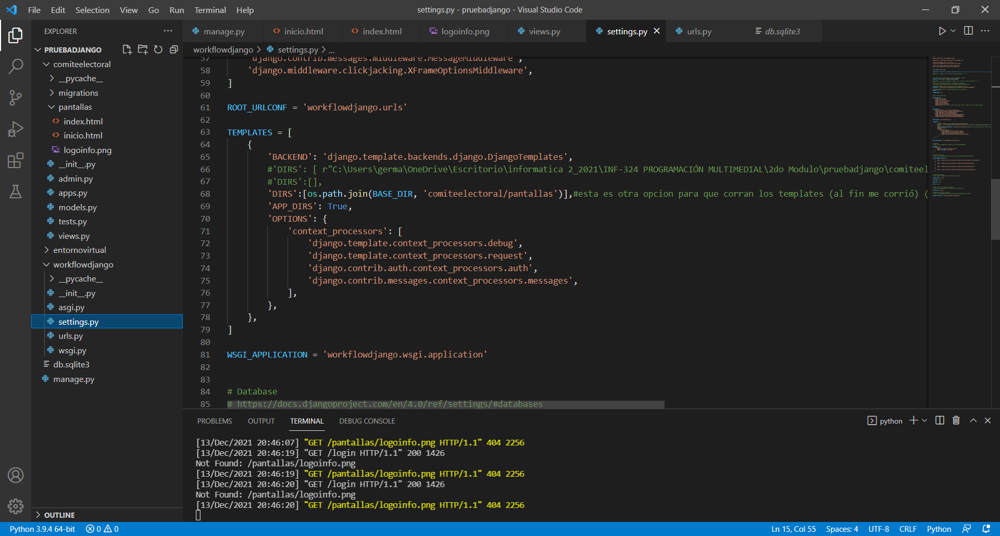 File Edit Selection View Go Run Terminal Help
settings.py - pruebadjango - Visual Studio Code
EXPLORER
PRUEBADJANGO
comiteelectoral
__pycache__
migrations
pantallas
index.html
inicio.html
logoinfo.png
__init__.py
admin.py
apps.py
models.py
tests.py
views.py
entornovirtual
workflowdjango
__pycache__
__init__.py
asgi.py
settings.py
urls.py
wsgi.py
db.sqlite3
manage.py
OUTLINE
manage.py inicio.html index.html logoinfo.png views.py settings.py urls.py db.sqlite3
workflowdjango > settings.py > ...
57 'django.contrib.messages.middleware.MessageMiddleware',
58 'django.middleware.clickjacking.XFrameOptionsMiddleware',
59 ]
60
61 ROOT_URLCONF = 'workflowdjango.urls'
62
63 TEMPLATES = [
64 {
65 'BACKEND': 'django.template.backends.django.DjangoTemplates',
66 #'DIRS': [ r"C:\Users\germa\OneDrive\Escritorio\informatica 2_2021\INF-324 PROGRAMACIÓN MULTIMEDIAL\2do Modulo\pruebadjango\comiteel
67 #'DIRS':[],
68 'DIRS':[os.path.join(BASE_DIR, 'comiteelectoral/pantallas')],#esta es otra opcion para que corran los templates (al fin me corrió) (
69 'APP_DIRS': True,
70 'OPTIONS': {
71 'context_processors': [
72 'django.template.context_processors.debug',
73 'django.template.context_processors.request',
74 'django.contrib.auth.context_processors.auth',
75 'django.contrib.messages.context_processors.messages',
76 ],
77 },
78 },
79 ]
80
81 WSGI_APPLICATION = 'workflowdjango.wsgi.application'
82
83
84 # Database
85 # https://docs.djangoproject.com/en/4.0/ref/settings/#databases
PROBLEMS OUTPUT TERMINAL DEBUG CONSOLE
python
[13/Dec/2021 20:46:07] "GET /pantallas/logoinfo.png HTTP/1.1" 404 2256
[13/Dec/2021 20:46:19] "GET /login HTTP/1.1" 200 1426
Not Found: /pantallas/logoinfo.png
[13/Dec/2021 20:46:19] "GET /pantallas/logoinfo.png HTTP/1.1" 404 2256
[13/Dec/2021 20:46:20] "GET /login HTTP/1.1" 200 1426
Not Found: /pantallas/logoinfo.png
[13/Dec/2021 20:46:20] "GET /pantallas/logoinfo.png HTTP/1.1" 404 2256
Python 3.9.4 64-bit 0 0 Ln 15, Col 55 Spaces: 4 UTF-8 CRLF Python